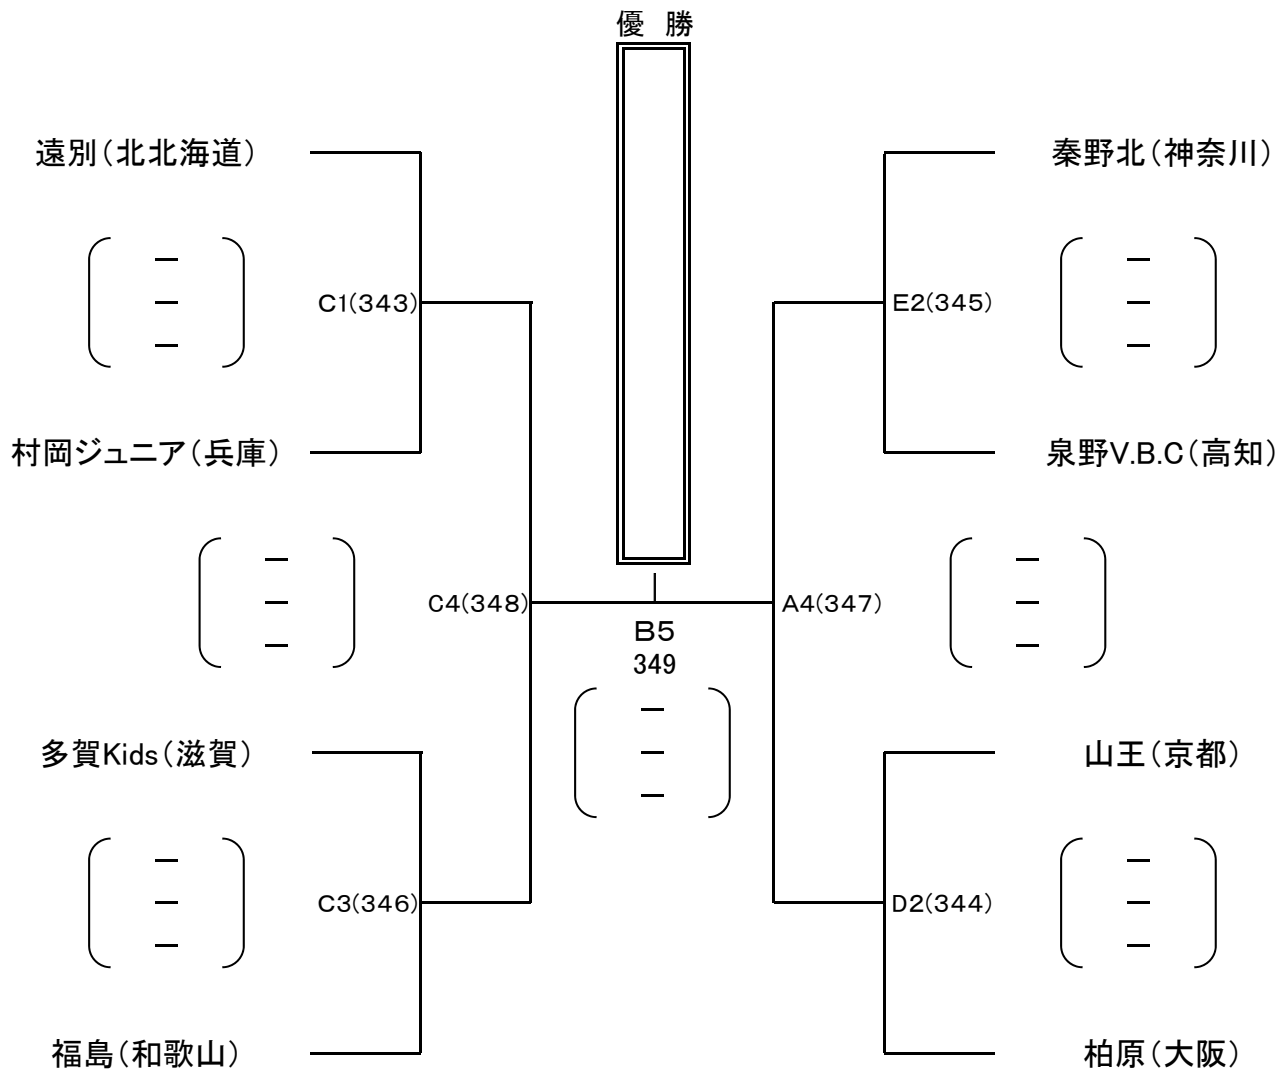 優 勝
遠別（北北海道）
秦野北（神奈川）
－
－
－
C1(343)
E2(345)
－
－
－
村岡ジュニア（兵庫）
泉野V.B.C（高知）
－
－
－
C4(348)
A4(347)
－
－
－
B5
349
－
－
－
多賀Kids（滋賀）
山王（京都）
－
－
－
C3(346)
D2(344)
－
－
－
福島（和歌山）
柏原（大阪）